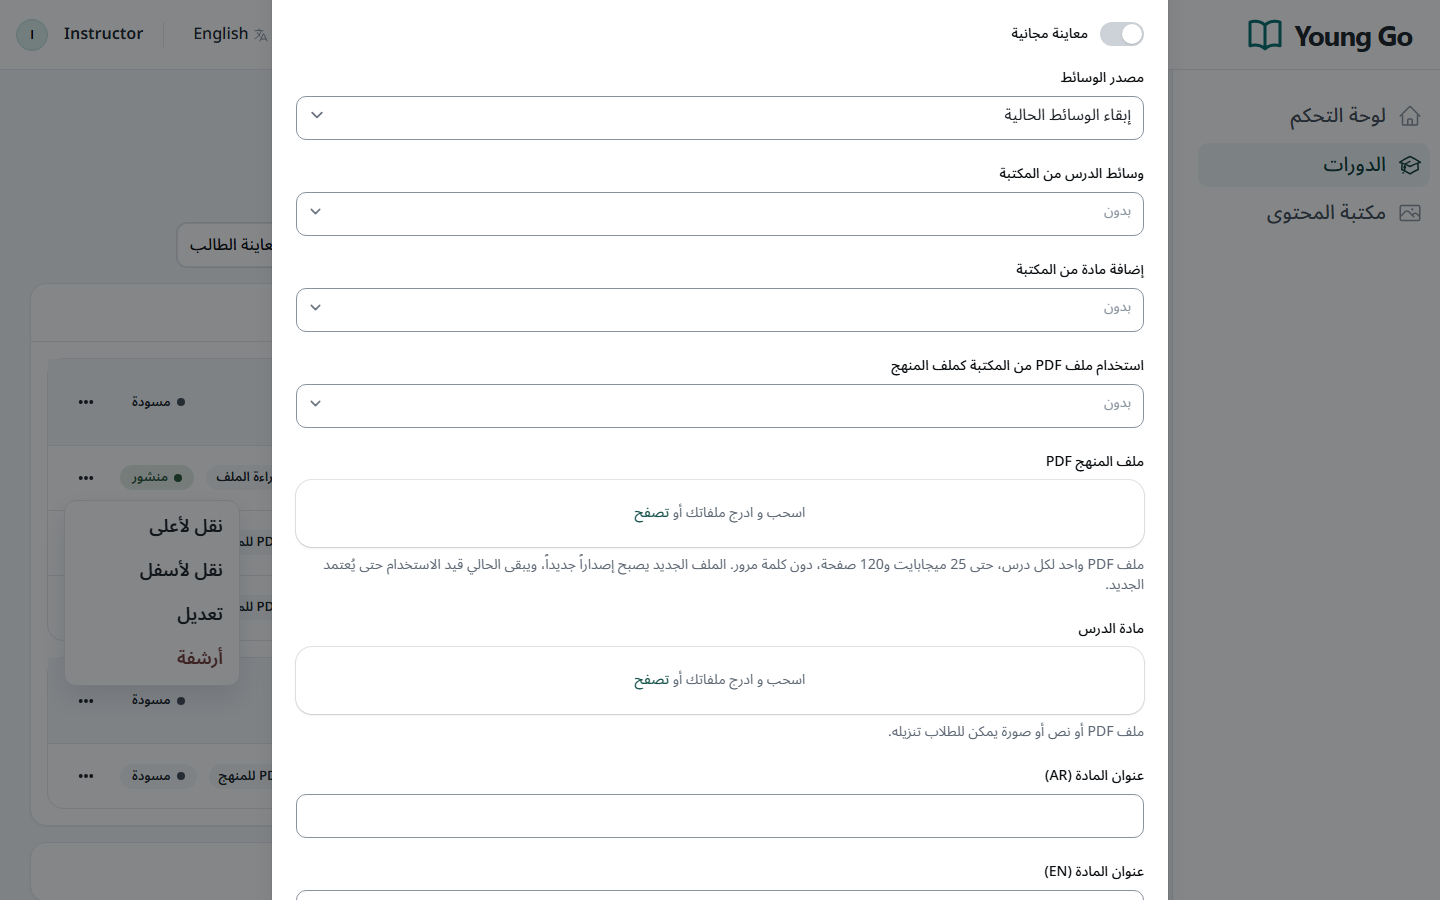 Young Go
English
Instructor
I
لوحة التحكم
الدورات
مكتبة المحتوى
معاينة مجانية
مصدر الوسائط
إبقاء الوسائط الحالية
وسائط الدرس من المكتبة
بدون
إضافة مادة من المكتبة
بدون
استخدام ملف PDF من المكتبة كملف المنهج
بدون
ملف المنهج PDF
اسحب و ادرج ملفاتك أو تصفح
ملف PDF واحد لكل درس، حتى 25 ميجابايت و120 صفحة، دون كلمة مرور. الملف الجديد يصبح إصداراً جديداً، ويبقى الحالي قيد الاستخدام حتى يُعتمد
الجديد.
مادة الدرس
اسحب و ادرج ملفاتك أو تصفح
ملف PDF أو نص أو صورة يمكن للطلاب تنزيله.
عنوان المادة (AR)
عنوان المادة (EN)
الطالب
مسودة
الملف منشور
نقل لأعلى
نقل لأسفل
تعديل
أرشفة
مسودة
للمنهج مسودة